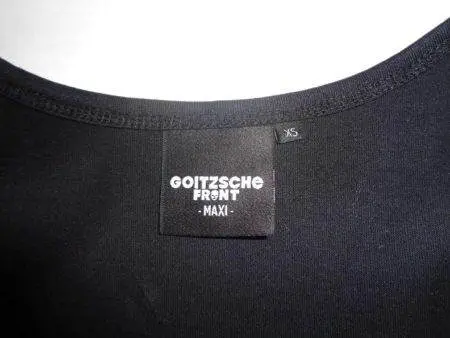 GOITZSCHE
FRONT
- MAXI -
XS